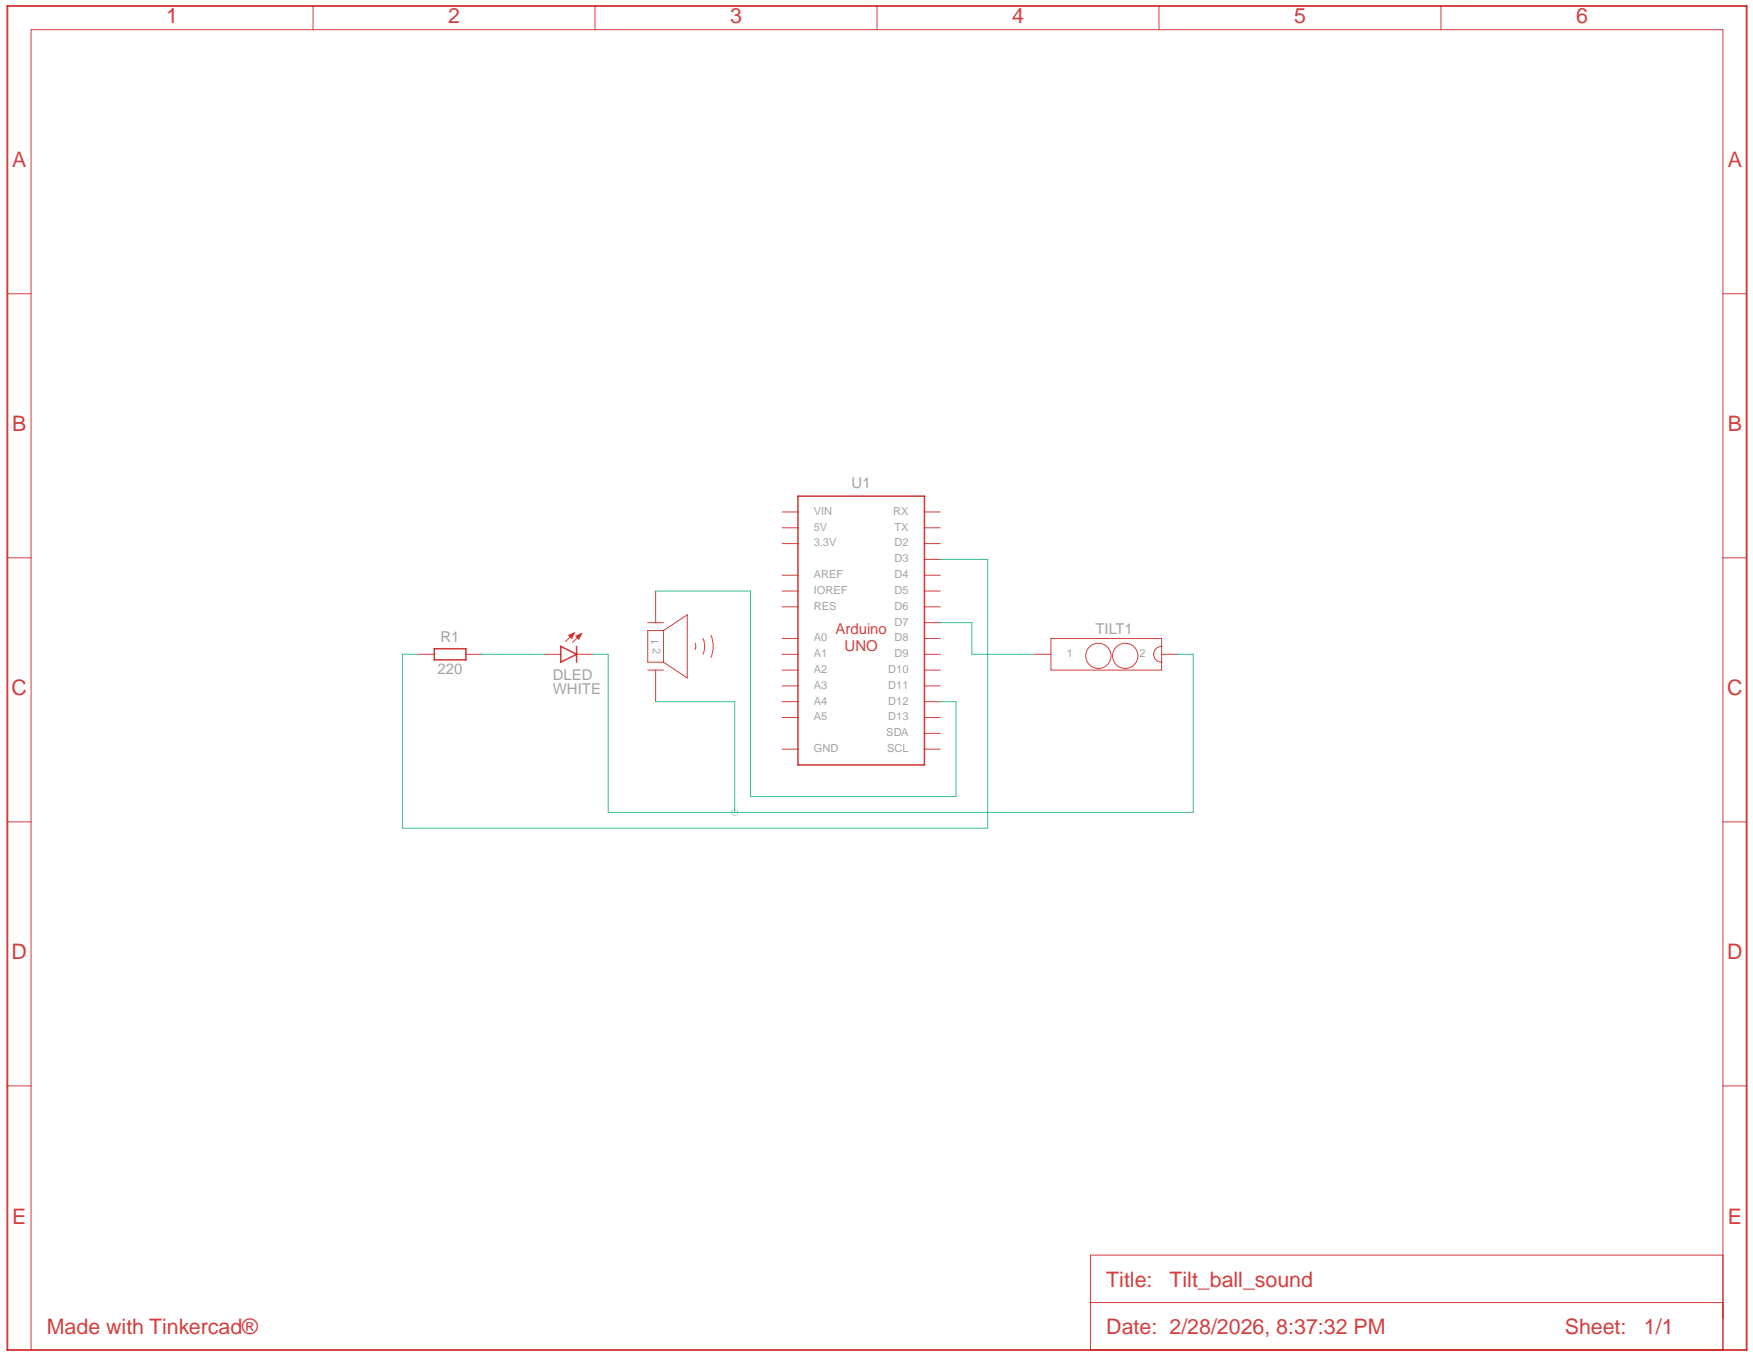 1 2 3 4 5 6
A A
B B
U1
VIN RX
5V TX
3.3V D2
D3
AREF D4
IOREF D5
RES D6
D7
Arduino
UNO
A0 D8
A1 D9
A2 D10
A3 D11
A4 D12
A5 D13
SDA
GND SCL
R1
220
DLED
WHITE
1 2
TILT1
1 2
C C
D D
E E
Title: Tilt_ball_sound
Date: 2/28/2026, 8:37:32 PM Sheet: 1/1
Made with Tinkercad®